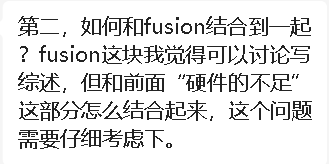 第二，如何和fusion结合到一起
？fusion这块我觉得可以讨论写
综述，但和前面“硬件的不足”
这部分怎么结合起来，这个问题
需要仔细考虑下。